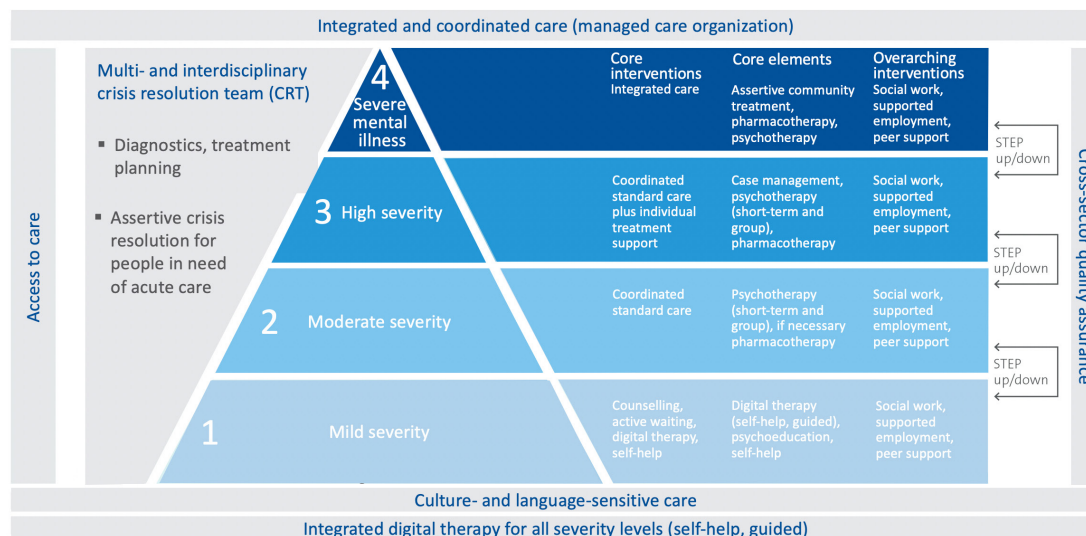 Integrated and coordinated care (managed care organization)
Access to care
Multi- and interdisciplinary
crisis resolution team (CRT)
▪ Diagnostics, treatment
planning
▪ Assertive crisis
resolution for
people in need
of acute care
4
Severe
mental
illness
Core
interventions
Integrated care
Core elements
Assertive community
treatment,
pharmacotherapy,
psychotherapy
Overarching
interventions
Social work,
supported
employment,
peer support
STEP
up/down
3 High severity
Coordinated
standard care
plus individual
treatment
support
Case management,
psychotherapy
(short-term and
group),
pharmacotherapy
Social work,
supported
employment,
peer support
STEP
up/down
2 Moderate severity
Coordinated
standard care
Psychotherapy
(short-term and
group), if necessary
pharmacotherapy
Social work,
supported
employment,
peer support
STEP
up/down
1 Mild severity
Counselling,
active waiting,
digital therapy,
self-help
Digital therapy
(self-help, guided),
psychoeducation,
self-help
Social work,
supported
employment,
peer support
Cross-sector quality assurance
Culture- and language-sensitive care
Integrated digital therapy for all severity levels (self-help, guided)